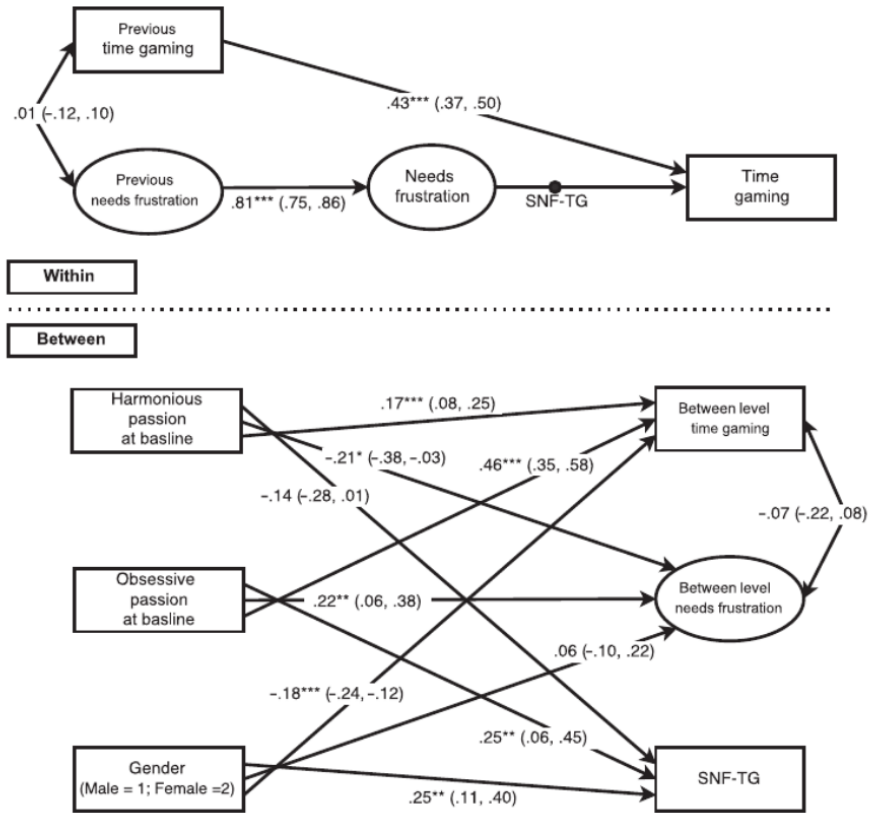 Previous
time gaming
.01 (–.12, .10)
.43*** (.37, .50)
Previous
needs frustration
.81*** (.75, .86)
Needs
frustration
SNF-TG
Time
gaming
Within
Between
Harmonious
passion
at basline
.17*** (.08, .25)
Between level
time gaming
–.21* (–.38, –.03)
.46*** (.35, .58)
–.14 (–.28, .01)
–.07 (–.22, .08)
Obsessive
passion
at basline
.22** (.06, .38)
Between level
needs frustration
.06 (–.10, .22)
–.18*** (–.24, –.12)
.25** (.06, .45)
Gender
(Male = 1; Female =2)
SNF-TG
.25** (.11, .40)